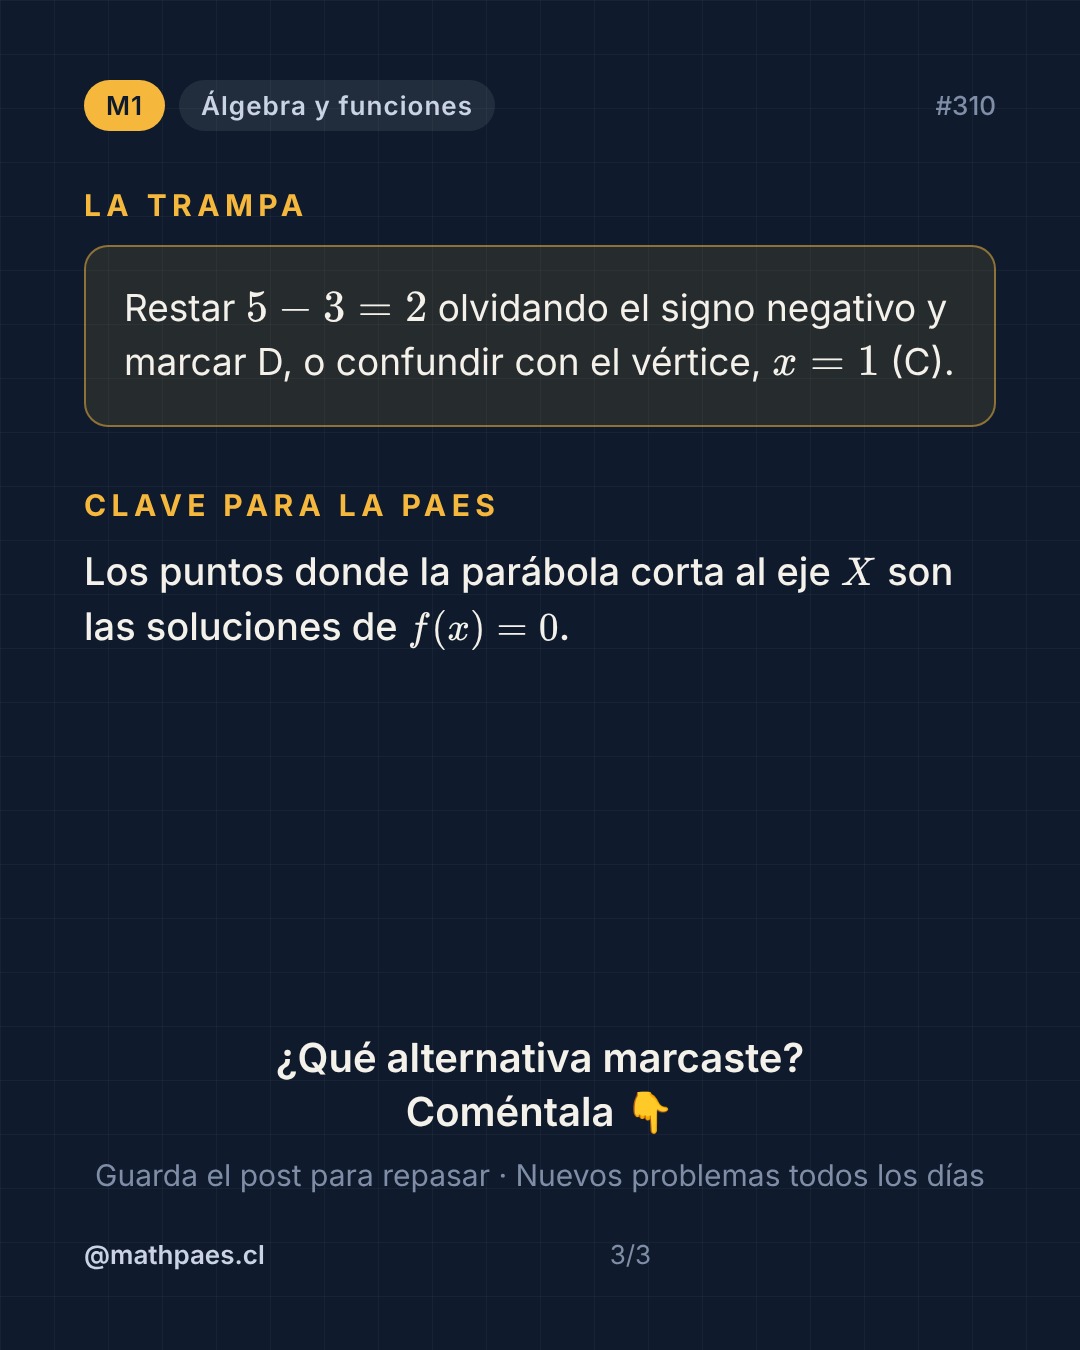 M1 Álgebra y funciones #310
LA TRAMPA
Restar 5 − 3 = 2 olvidando el signo negativo y
marcar D, o confundir con el vértice, x = 1 (C).
CLAVE PARA LA PAES
Los puntos donde la parábola corta al eje X son
las soluciones de f(x) = 0.
¿Qué alternativa marcaste?
Coméntala 👇
Guarda el post para repasar · Nuevos problemas todos los días
@mathpaes.cl 3/3